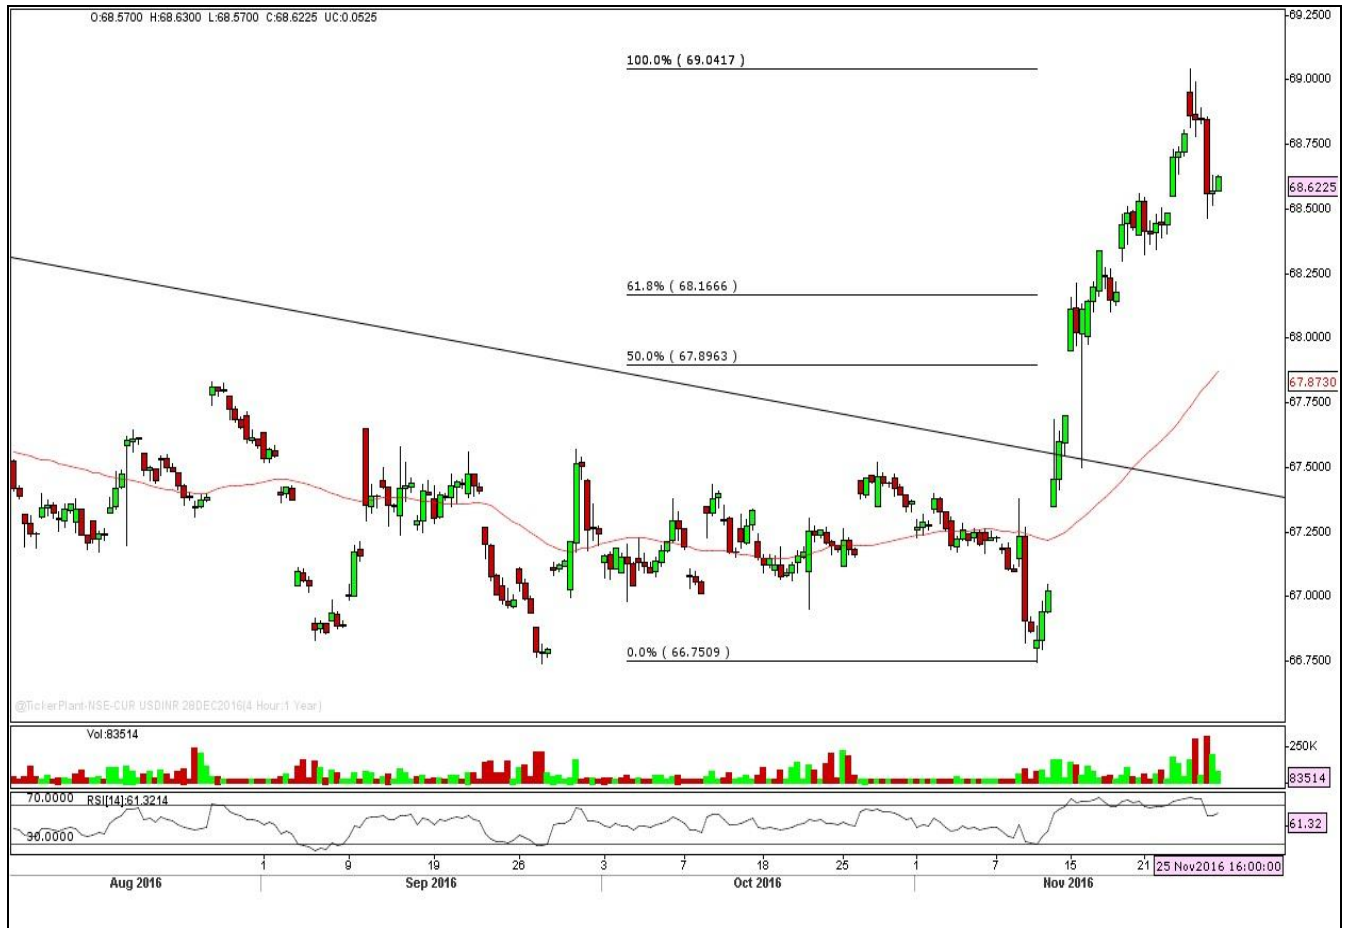 O:68.5700 H:68.6300 L:68.5700 C:68.6225 UC:0.0525
69.2500
100.0% ( 69.0417 )
69.0000
68.7500
68.6225
68.5000
61.8% ( 68.1666 )
68.2500
68.0000
50.0% ( 67.8963 )
67.8730
67.7500
67.5000
67.2500
67.0000
0.0% ( 66.7509 )
66.7500
@TickerPlant-NSE-CUR USDINR 28DEC2016(4 Hour:1 Year)
Vol:83514
250K
83514
70.0000 RSI[14]:61.3214
61.32
30.0000
1 9 19 26 3 7 18 25 1 7 15 21 25 Nov2016 16:00:00
Aug 2016 Sep 2016 Oct 2016 Nov 2016